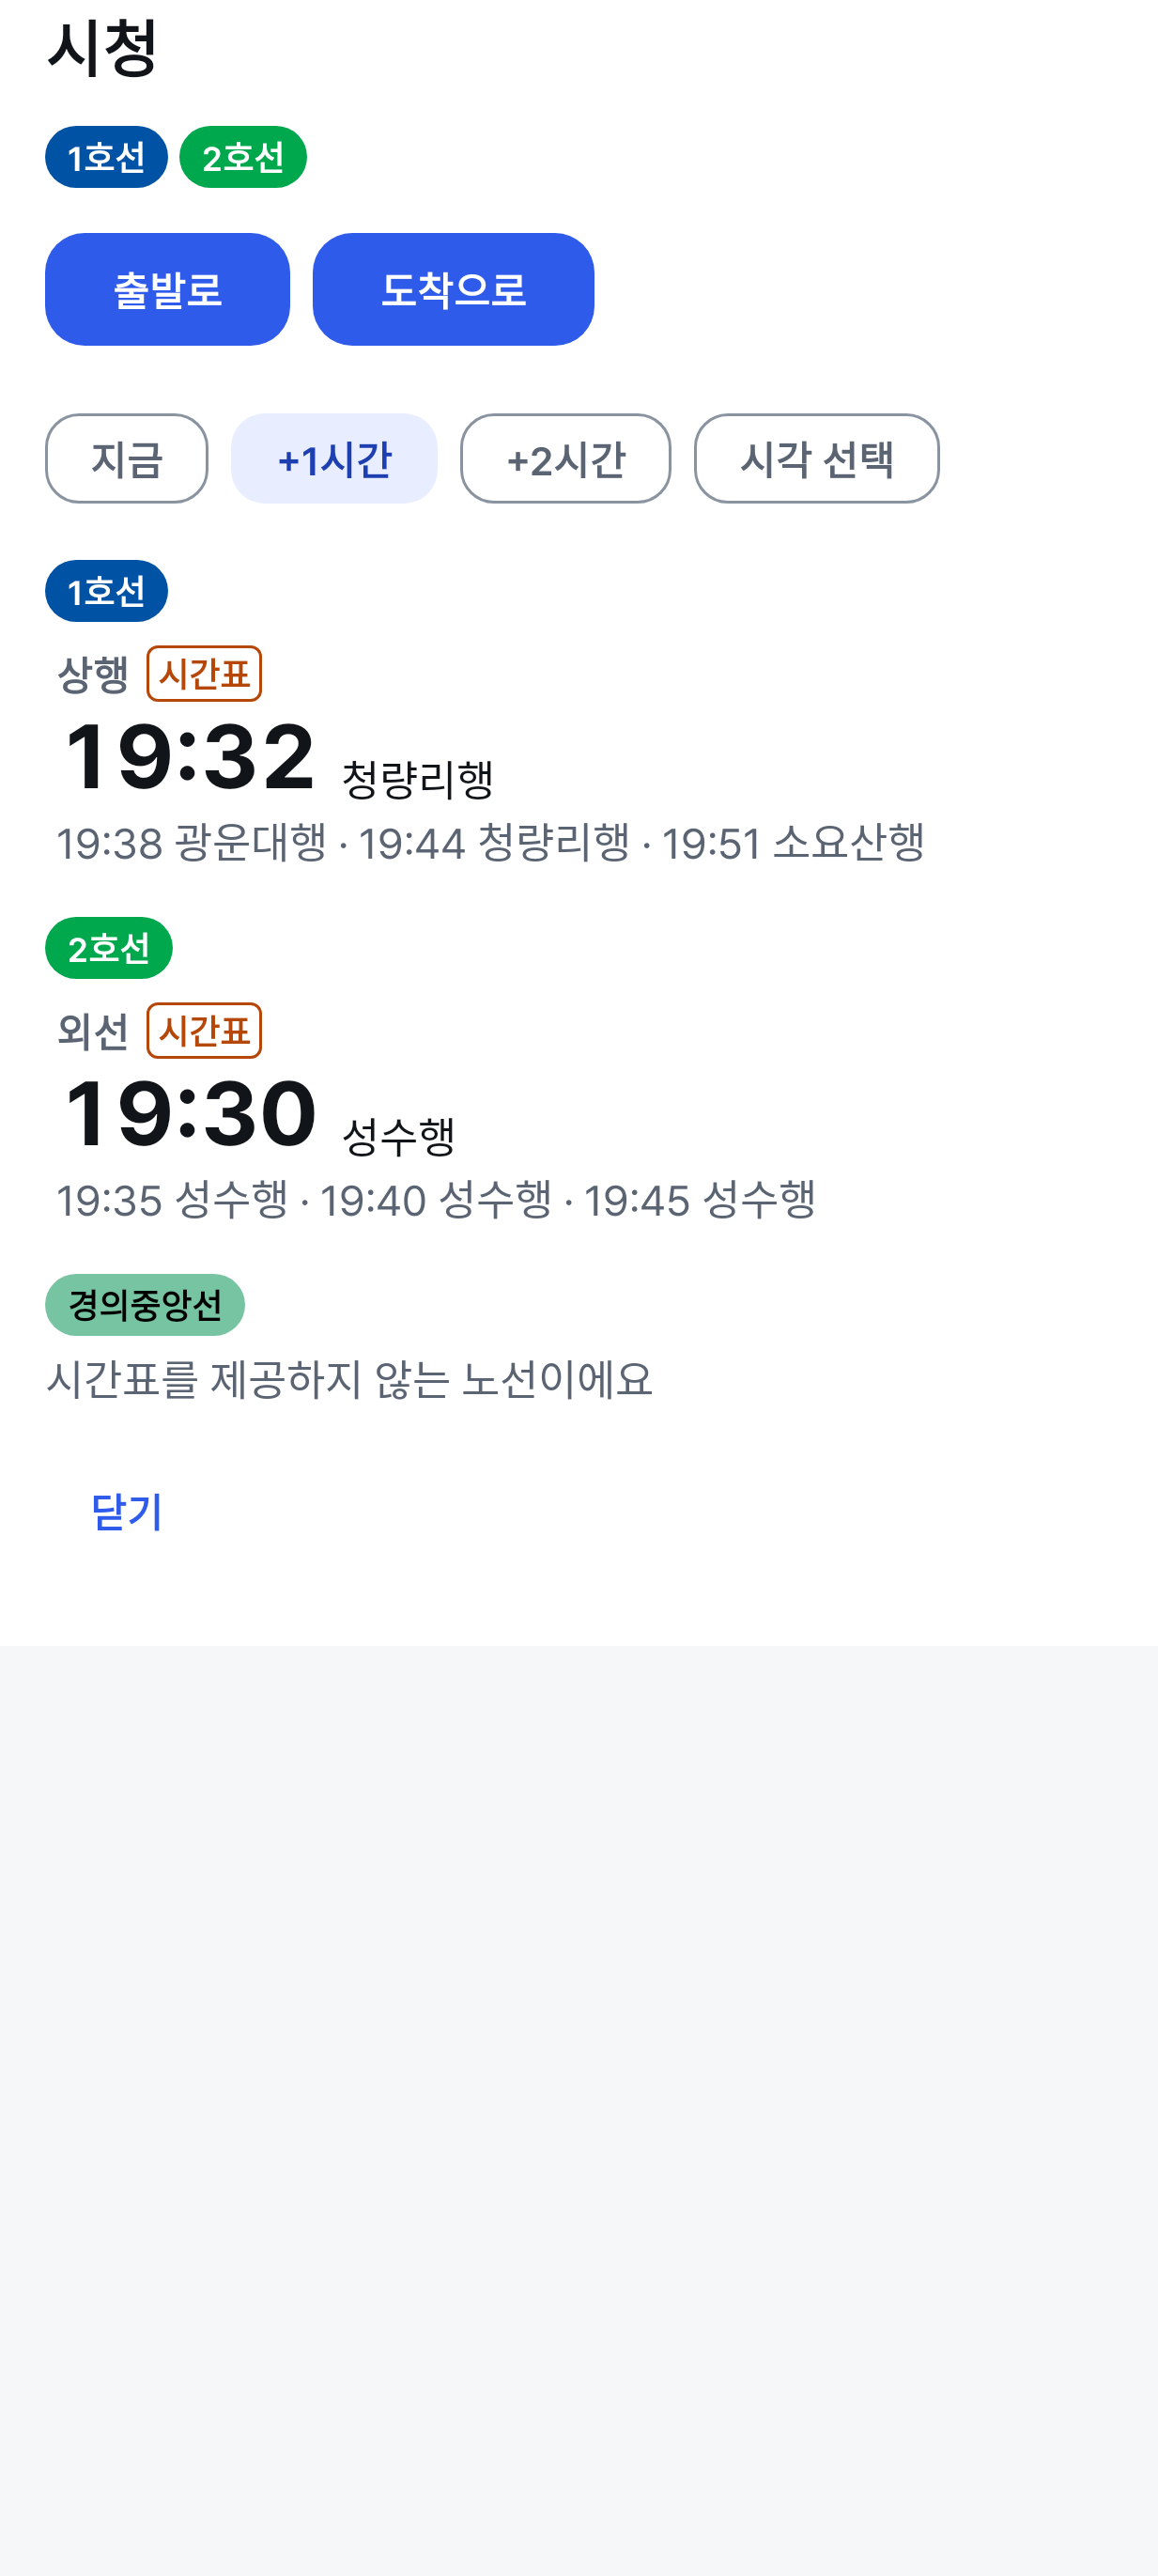 시청
1호선 2호선
출발로 도착으로
지금 +1시간 +2시간 시각 선택
1호선
상행 시간표
19:32 청량리행
19:38 광운대행 · 19:44 청량리행 · 19:51 소요산행
2호선
외선 시간표
19:30 성수행
19:35 성수행 · 19:40 성수행 · 19:45 성수행
경의중앙선
시간표를 제공하지 않는 노선이에요
닫기